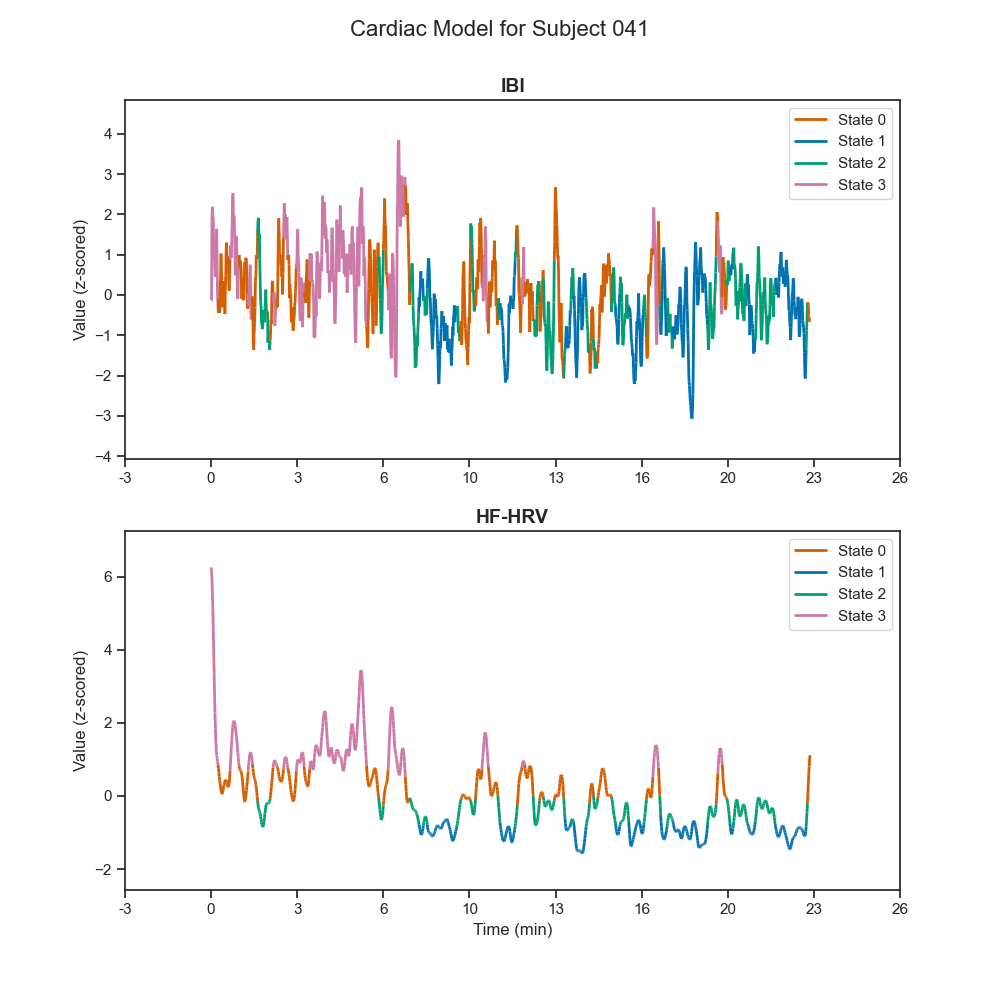 Cardiac Model for Subject 041
IBI
Value (z-scored)
4
3
2
1
0
−1
−2
−3
−4
-3
0
3
6
10
13
16
20
23
26
State 0
State 1
State 2
State 3
HF-HRV
Value (z-scored)
6
4
2
0
−2
-3
0
3
6
10
13
16
20
23
26
State 0
State 1
State 2
State 3
Time (min)